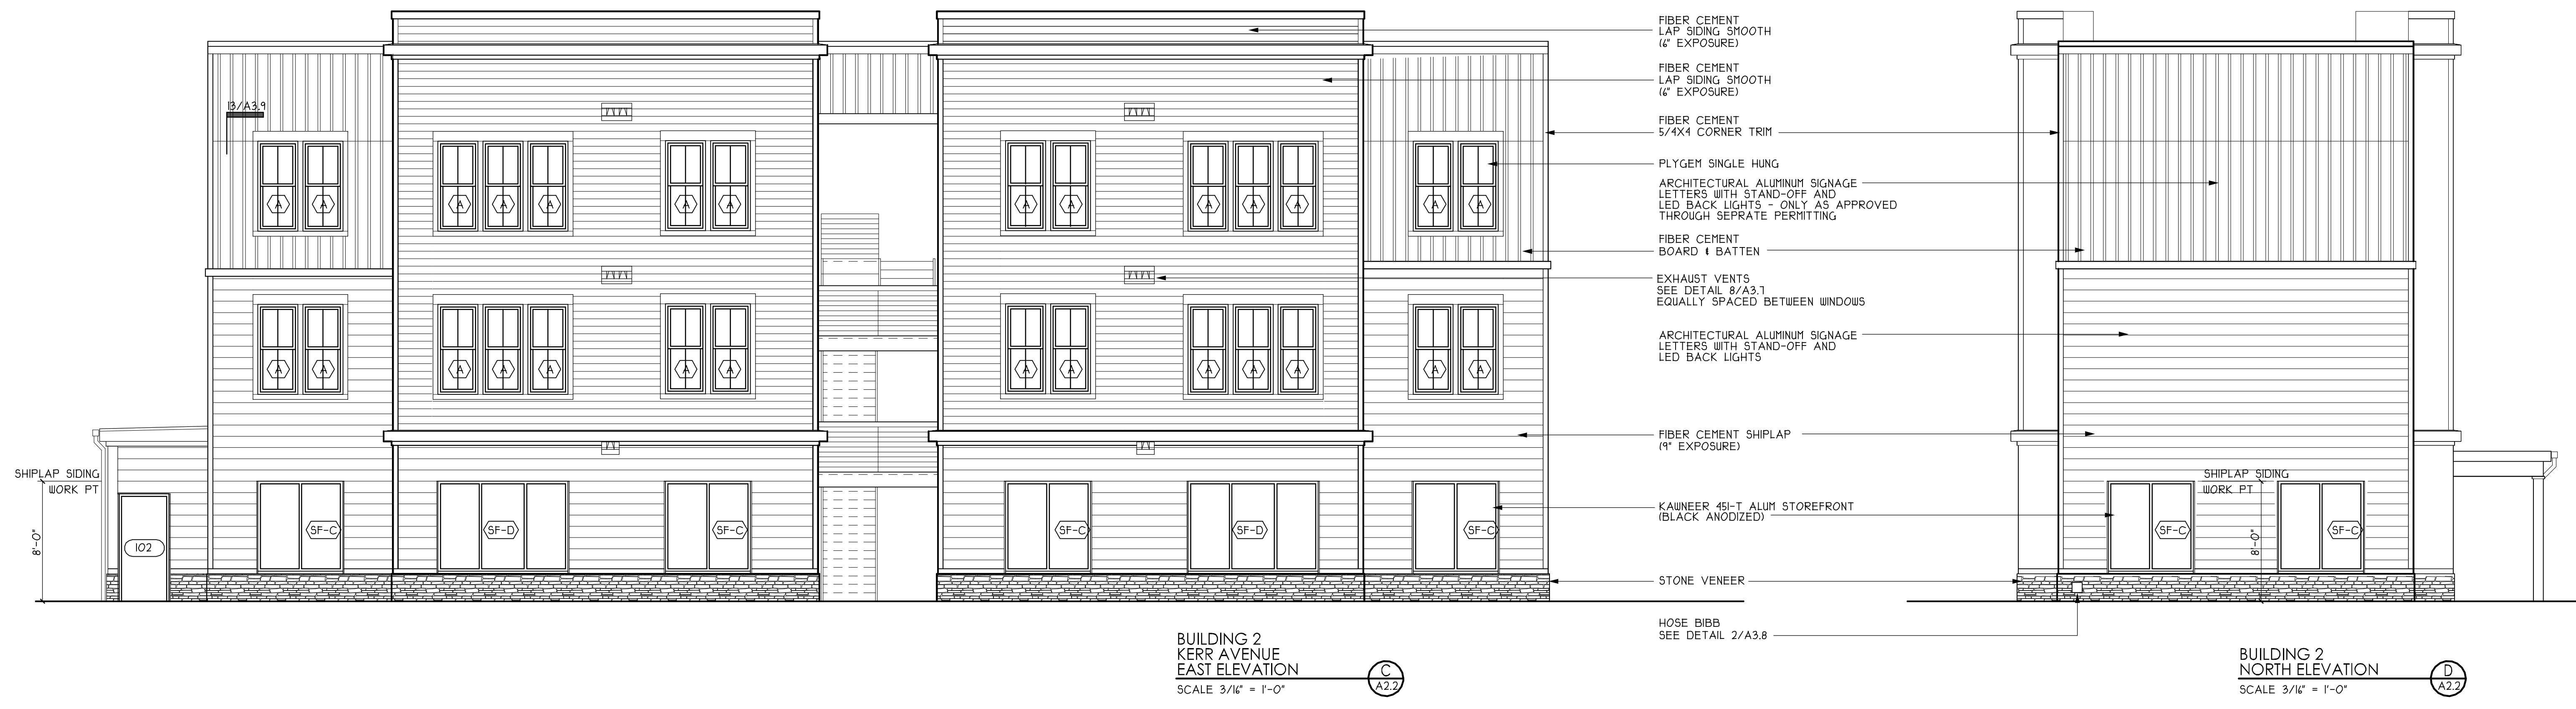 FIBER CEMENT
LAP SIDING SMOOTH
(6" EXPOSURE)
FIBER CEMENT
LAP SIDING SMOOTH
(6" EXPOSURE)
FIBER CEMENT
5/4X4 CORNER TRIM
PLYGEM SINGLE HUNG
ARCHITECTURAL ALUMINUM SIGNAGE
LETTERS WITH STAND-OFF AND
LED BACK LIGHTS - ONLY AS APPROVED
THROUGH SEPRATE PERMITTING
FIBER CEMENT
BOARD & BATTEN
EXHAUST VENTS
SEE DETAIL 8/A3.7
EQUALLY SPACED BETWEEN WINDOWS
ARCHITECTURAL ALUMINUM SIGNAGE
LETTERS WITH STAND-OFF AND
LED BACK LIGHTS
FIBER CEMENT SHIPLAP
(9" EXPOSURE)
KAWNEER 451-T ALUM STOREFRONT
(BLACK ANODIZED)
STONE VENEER
HOSE BIBB
SEE DETAIL 2/A3.8
13/A3.9
A A A A A A A A A A A A A A
A A A A A A A A A A A A A A
SHIPLAP SIDING
WORK PT
8'-0"
102
SF-C SF-D SF-C SF-C SF-D SF-C
SHIPLAP SIDING
WORK PT
SF-C SF-C
8'-0"
BUILDING 2
KERR AVENUE
EAST ELEVATION
SCALE 3/16" = 1'-0"
C
A2.2
BUILDING 2
NORTH ELEVATION
SCALE 3/16" = 1'-0"
D
A2.2